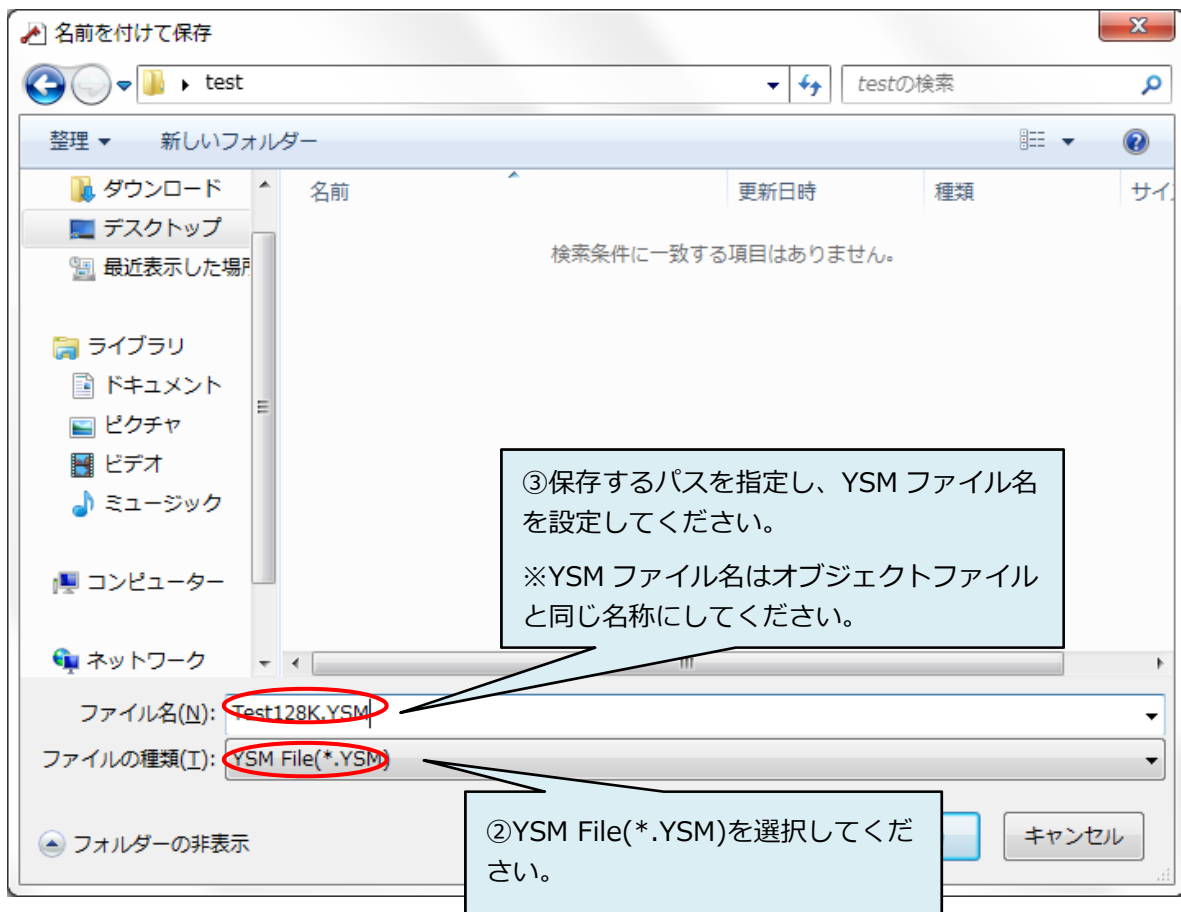 名前を付けて保存
test
testの検索
整理
新しいフォルダー
ダウンロード
デスクトップ
最近表示した場所
ライブラリ
ドキュメント
ピクチャ
ビデオ
ミュージック
コンピューター
ネットワーク
名前
更新日時
種類
サイ
検索条件に一致する項目はありません。
③保存するパスを指定し、YSM ファイル名
を設定してください。
※YSM ファイル名はオブジェクトファイル
と同じ名称にしてください。
ファイル名(N): Test128K.YSM
ファイルの種類(T): YSM File(*.YSM)
②YSM File(*.YSM)を選択してくだ
さい。
フォルダーの非表示
キャンセル